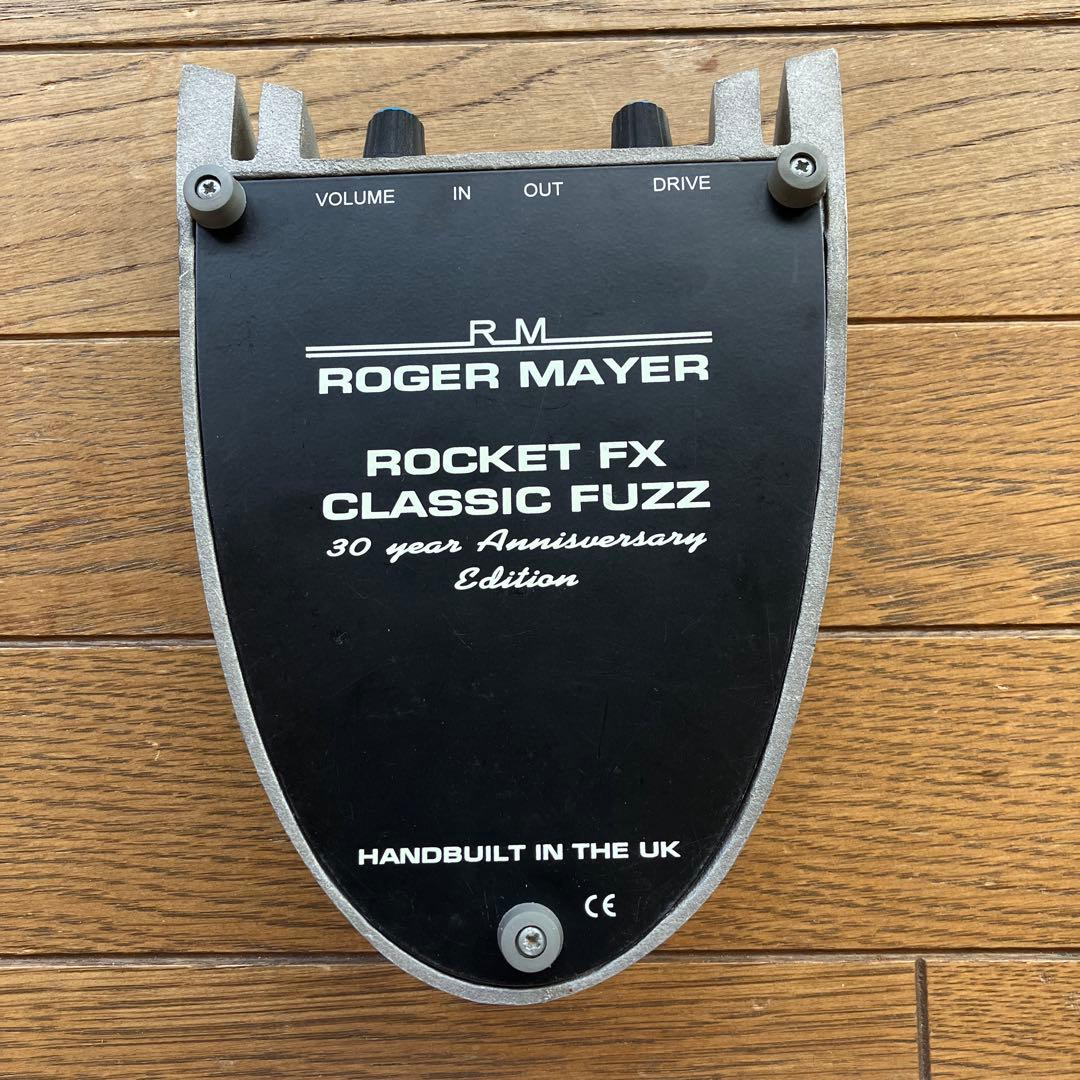 VOLUME IN OUT DRIVE
RM
ROGER MAYER
ROCKET FX
CLASSIC FUZZ
30 year Annisversary
Edition
HANDBUILT IN THE UK
CE